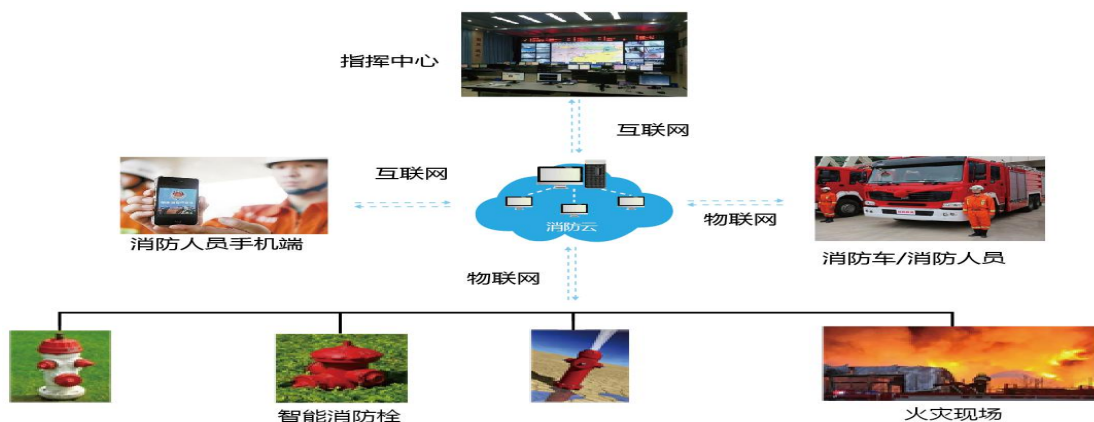 指挥中心
互联网
互联网
消防云
物联网
消防人员手机端
消防车/消防人员
物联网
智能消防栓
火灾现场